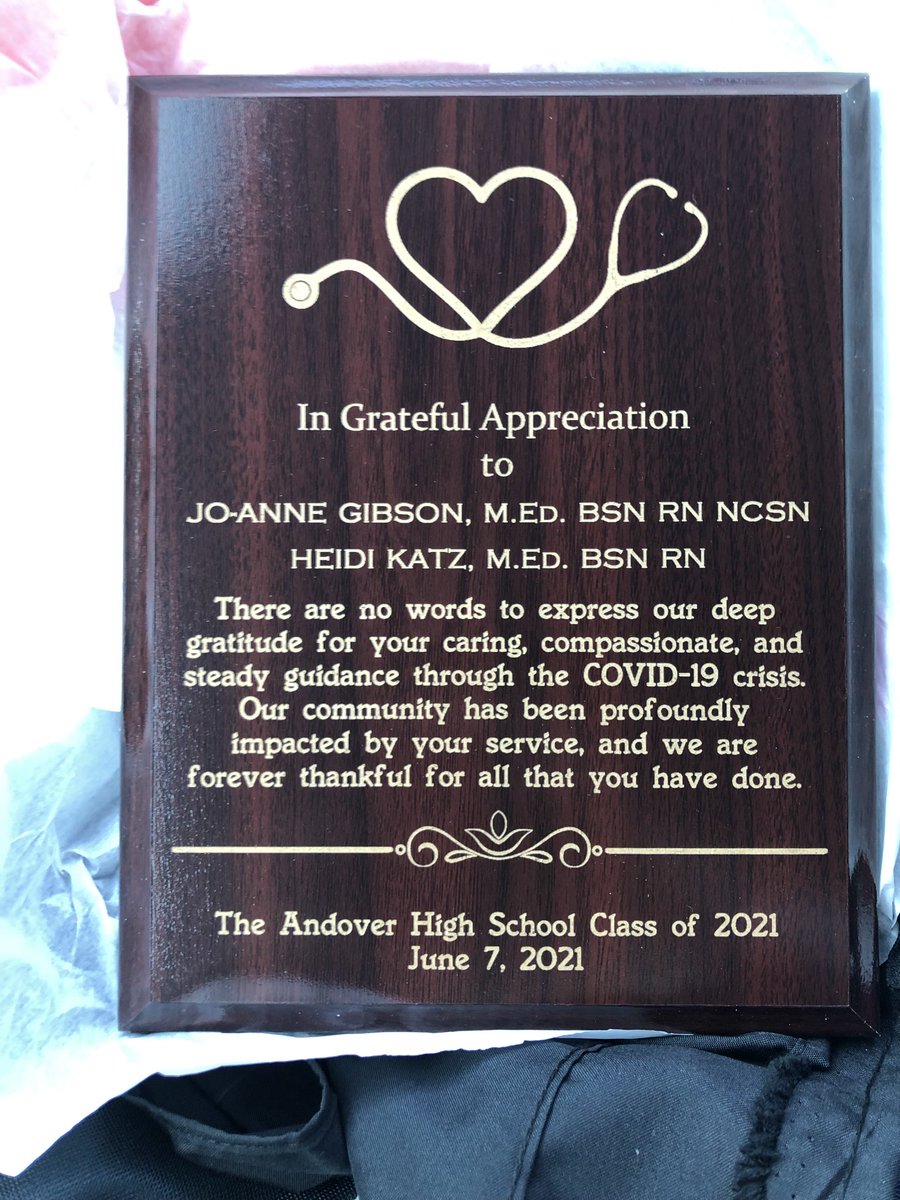 In Grateful Appreciation
to
JO-ANNE GIBSON, M.ED. BSN RN NCSN
HEIDI KATZ, M.ED. BSN RN
There are no words to express our deep
gratitude for your caring, compassionate, and
steady guidance through the COVID-19 crisis.
Our community has been profoundly
impacted by your service, and we are
forever thankful for all that you have done.
The Andover High School Class of 2021
June 7, 2021